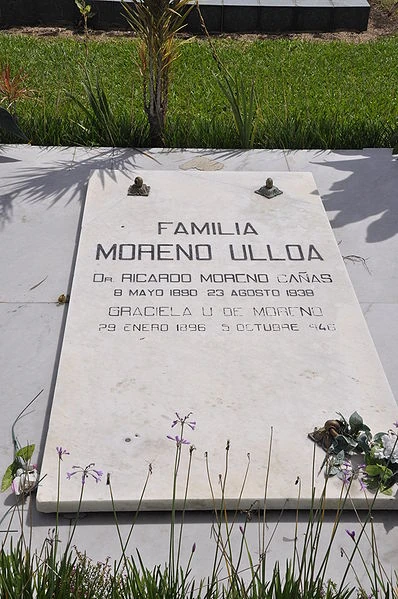 FAMILIA
MORENO ULLOA
DR. RICARDO MORENO CAÑAS
8 MAYO 1890 23 AGOSTO 1938
GRACIELA U. DE MORENO
29 ENERO 1896 5 OCTUBRE 946